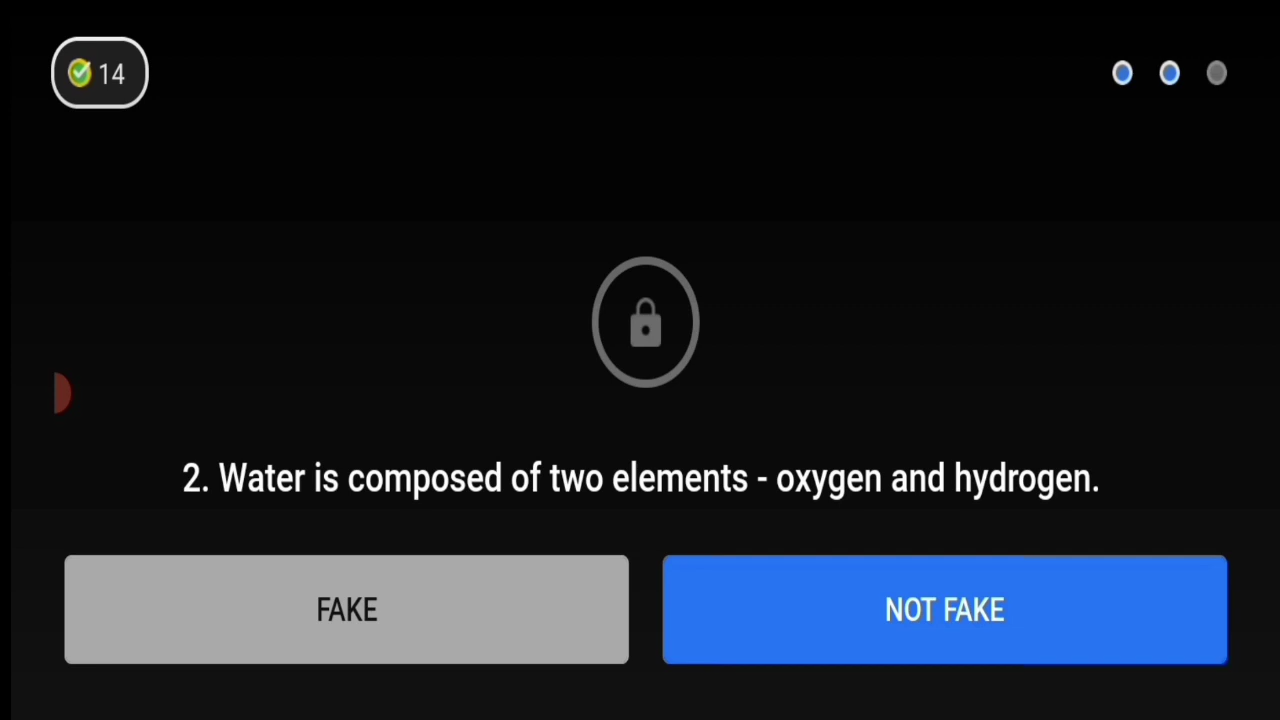 14
2. Water is composed of two elements - oxygen and hydrogen.
FAKE
NOT FAKE